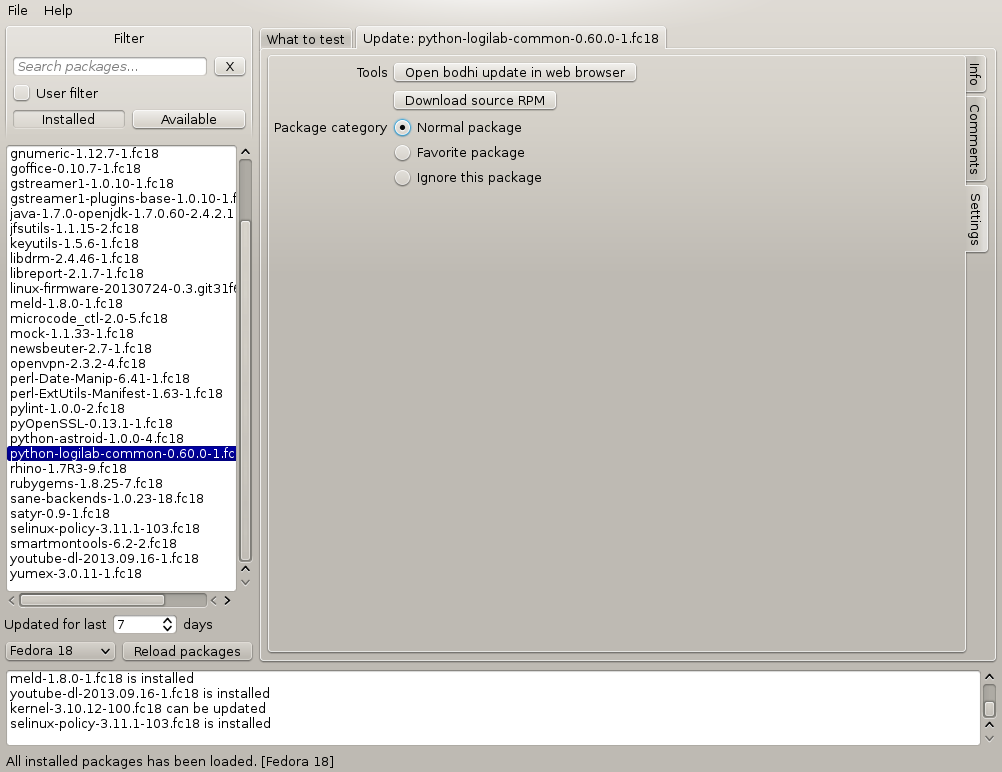 File Help
Filter
Search packages...
X
User filter
Installed
Available
gnumeric-1.12.7-1.fc18
goffice-0.10.7-1.fc18
gstreamer1-1.0.10-1.fc18
gstreamer1-plugins-base-1.0.10-1.f
java-1.7.0-openjdk-1.7.0.60-2.4.2.1
jfsutils-1.1.15-2.fc18
keyutils-1.5.6-1.fc18
libdrm-2.4.46-1.fc18
libreport-2.1.7-1.fc18
linux-firmware-20130724-0.3.git31f6
meld-1.8.0-1.fc18
microcode_ctl-2.0-5.fc18
mock-1.1.33-1.fc18
newsbeuter-2.7-1.fc18
openvpn-2.3.2-4.fc18
perl-Date-Manip-6.41-1.fc18
perl-ExtUtils-Manifest-1.63-1.fc18
pylint-1.0.0-2.fc18
pyOpenSSL-0.13.1-1.fc18
python-astroid-1.0.0-4.fc18
python-logilab-common-0.60.0-1.fc
rhino-1.7R3-9.fc18
rubygems-1.8.25-7.fc18
sane-backends-1.0.23-18.fc18
satyr-0.9-1.fc18
selinux-policy-3.11.1-103.fc18
smartmontools-6.2-2.fc18
youtube-dl-2013.09.16-1.fc18
yumex-3.0.11-1.fc18
Updated for last 7 days
Fedora 18
Reload packages
What to test
Update: python-logilab-common-0.60.0-1.fc18
Tools
Open bodhi update in web browser
Download source RPM
Package category
Normal package
Favorite package
Ignore this package
Info
Comments
Settings
meld-1.8.0-1.fc18 is installed
youtube-dl-2013.09.16-1.fc18 is installed
kernel-3.10.12-100.fc18 can be updated
selinux-policy-3.11.1-103.fc18 is installed
All installed packages has been loaded. [Fedora 18]